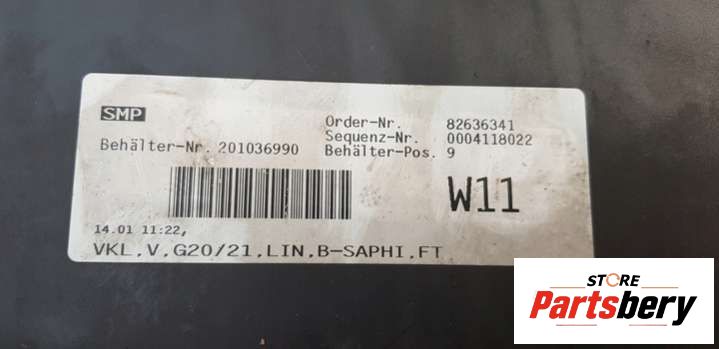 SMP
Order-Nr. 82636341
Sequenz-Nr. 0004118022
Behälter-Nr. 201036990 Behälter-Pos. 9
W11
14.01 11:22,
VKL.V.G20/21.LIN.B-SAPHI.FT
STORE
Partsbery